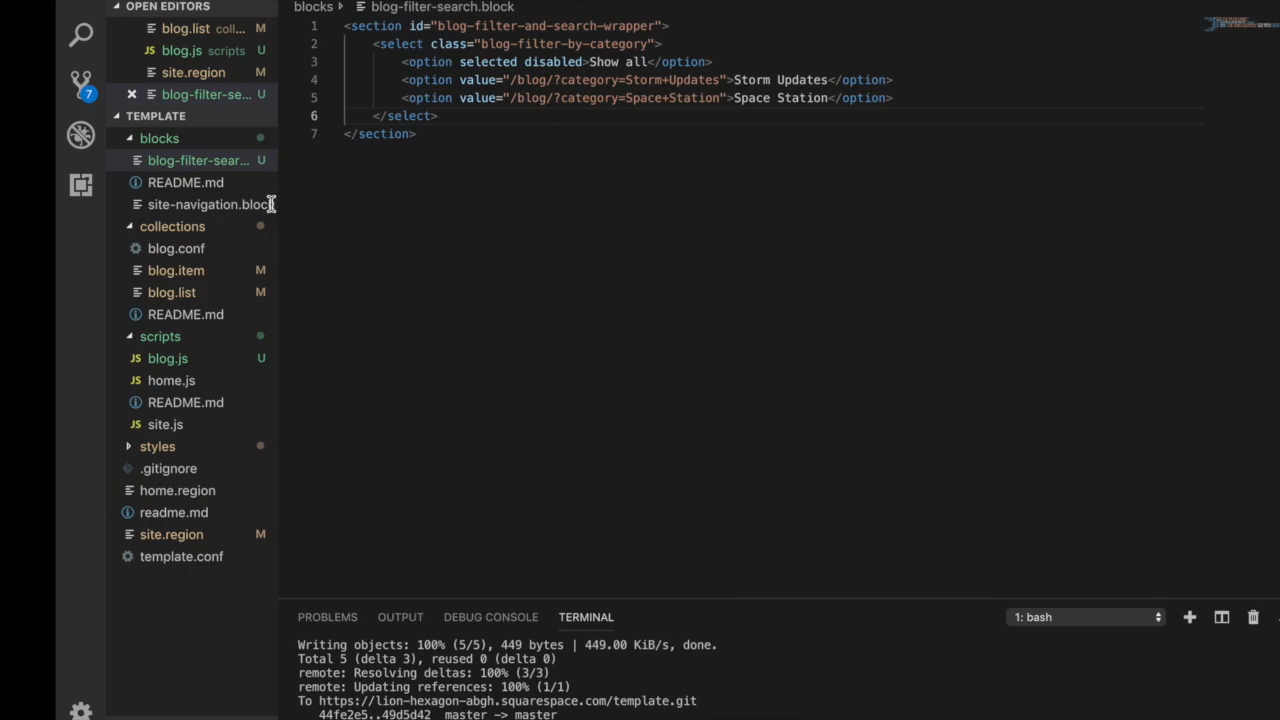 OPEN EDITORS
blog.list coll... M
JS blog.js scripts U
site.region M
blog-filter-se... U
7
TEMPLATE
blocks
blog-filter-sear... U
README.md
site-navigation.block
collections
blog.conf
blog.item M
blog.list M
README.md
scripts
JS blog.js U
JS home.js
README.md
JS site.js
styles
.gitignore
home.region
readme.md
site.region M
template.conf
blocks blog-filter-search.block
1 <section id="blog-filter-and-search-wrapper">
2 <select class="blog-filter-by-category">
3 <option selected disabled>Show all</option>
4 <option value="/blog/?category=Storm+Updates">Storm Updates</option>
5 <option value="/blog/?category=Space+Station">Space Station</option>
6 </select>
7 </section>
PROBLEMS OUTPUT DEBUG CONSOLE TERMINAL 1: bash
Writing objects: 100% (5/5), 449 bytes | 449.00 KiB/s, done.
Total 5 (delta 3), reused 0 (delta 0)
remote: Resolving deltas: 100% (3/3)
remote: Updating references: 100% (1/1)
To https://lion-hexagon-abgh.squarespace.com/template.git
44fe2e5..49d5d42 master -> master